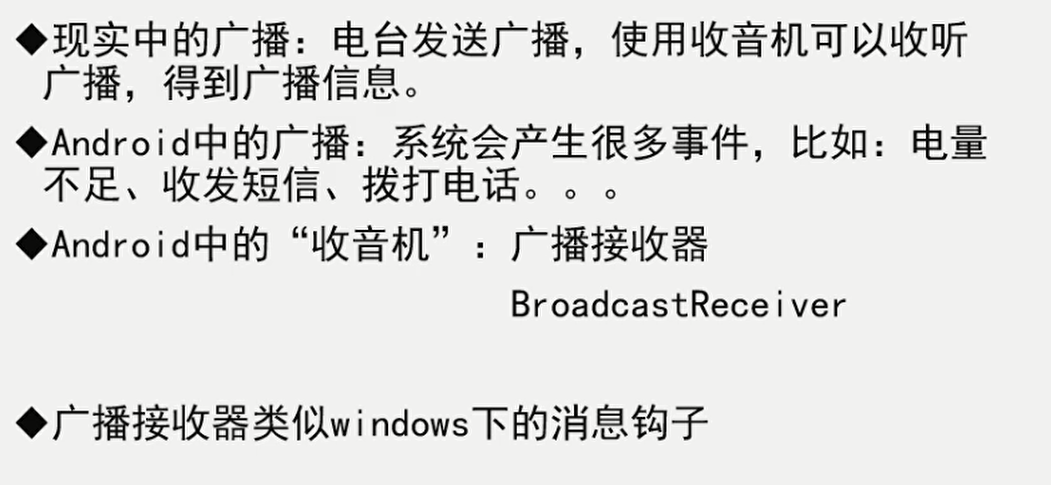 ◆现实中的广播：电台发送广播，使用收音机可以收听
广播，得到广播信息。
◆Android中的广播：系统会产生很多事件，比如：电量
不足、收发短信、拨打电话。。。
◆Android中的“收音机”：广播接收器
BroadcastReceiver
◆广播接收器类似windows下的消息钩子